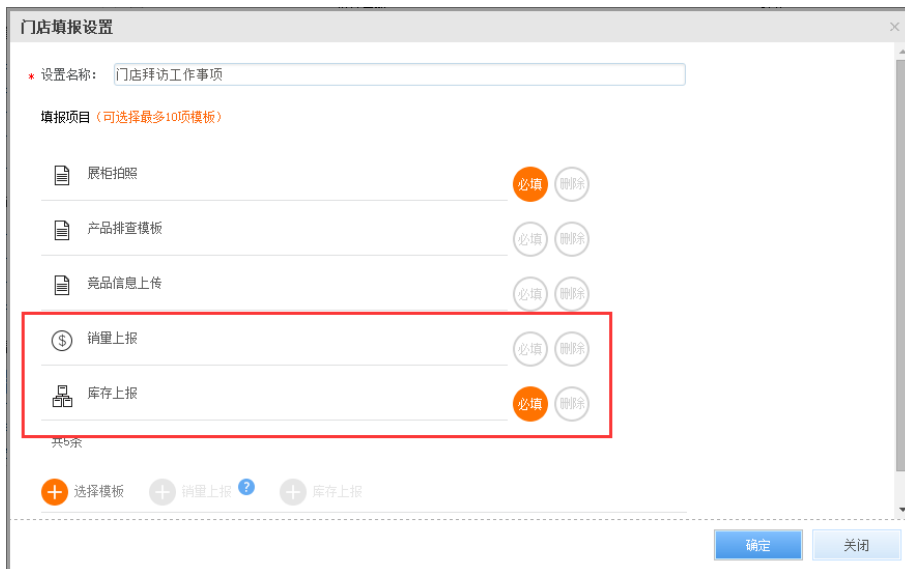 门店填报设置
* 设置名称： 门店拜访工作事项
填报项目（可选择最多10项模板）
展柜拍照 必填 删除
产品排查模板 必填 删除
竞品信息上传 必填 删除
销量上报 必填 删除
库存上报 必填 删除
共5条
选择模板 销量上报 ? 库存上报
确定 关闭